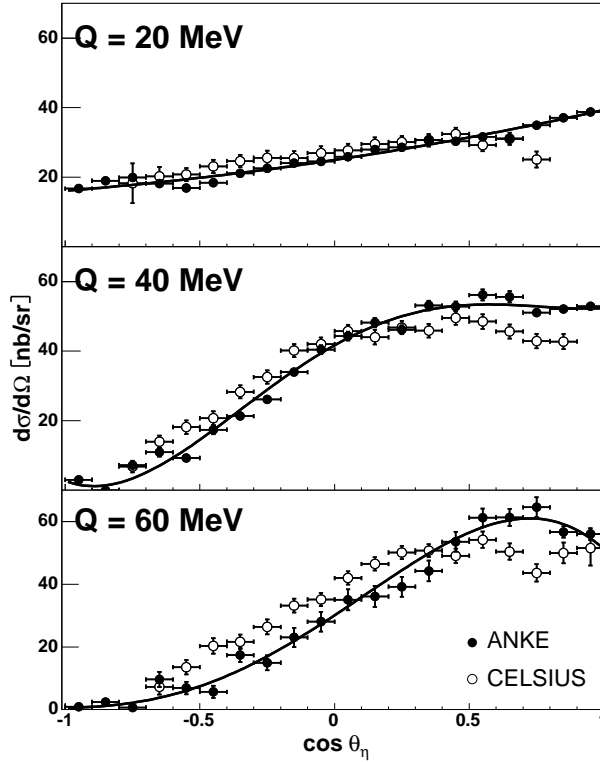 60
Q = 20 MeV
40
20
60
Q = 40 MeV
40
20
dσ/dΩ [nb/sr]
60
Q = 60 MeV
40
20
0
ANKE
CELSIUS
-1 -0.5 0 0.5 1
cos θη